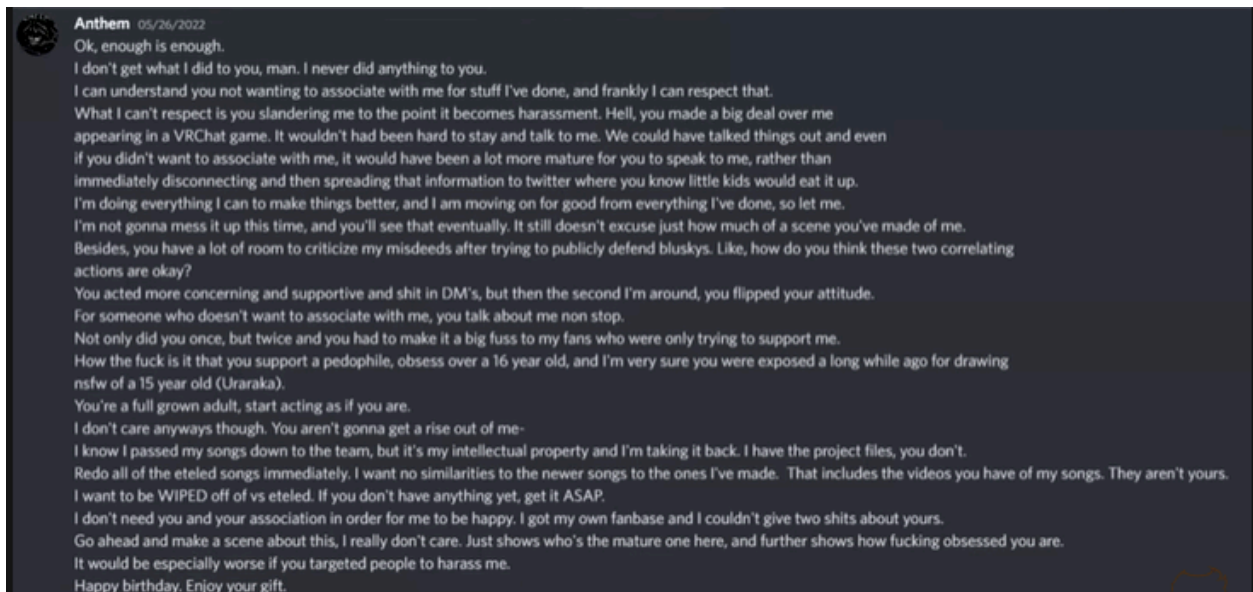 Anthem 05/26/2022
Ok, enough is enough.
I don't get what I did to you, man. I never did anything to you.
I can understand you not wanting to associate with me for stuff I've done, and frankly I can respect that.
What I can't respect is you slandering me to the point it becomes harassment. Hell, you made a big deal over me
appearing in a VRChat game. It wouldn't had been hard to stay and talk to me. We could have talked things out and even
if you didn't want to associate with me, it would have been a lot more mature for you to speak to me, rather than
immediately disconnecting and then spreading that information to twitter where you know little kids would eat it up.
I'm doing everything I can to make things better, and I am moving on for good from everything I've done, so let me.
I'm not gonna mess it up this time, and you'll see that eventually. It still doesn't excuse just how much of a scene you've made of me.
Besides, you have a lot of room to criticize my misdeeds after trying to publicly defend bluskys. Like, how do you think these two correlating
actions are okay?
You acted more concerning and supportive and shit in DM's, but then the second I'm around, you flipped your attitude.
For someone who doesn't want to associate with me, you talk about me non stop.
Not only did you once, but twice and you had to make it a big fuss to my fans who were only trying to support me.
How the fuck is it that you support a pedophile, obsess over a 16 year old, and I'm very sure you were exposed a long while ago for drawing
nsfw of a 15 year old (Uraraka).
You're a full grown adult, start acting as if you are.
I don't care anyways though. You aren't gonna get a rise out of me-
I know I passed my songs down to the team, but it's my intellectual property and I'm taking it back. I have the project files, you don't.
Redo all of the eteled songs immediately. I want no similarities to the newer songs to the ones I've made. That includes the videos you have of my songs. They aren't yours.
I want to be WIPED off of vs eteled. If you don't have anything yet, get it ASAP.
I don't need you and your association in order for me to be happy. I got my own fanbase and I couldn't give two shits about yours.
Go ahead and make a scene about this, I really don't care. Just shows who's the mature one here, and further shows how fucking obsessed you are.
It would be especially worse if you targeted people to harass me.
Happy birthday. Enjoy your gift.